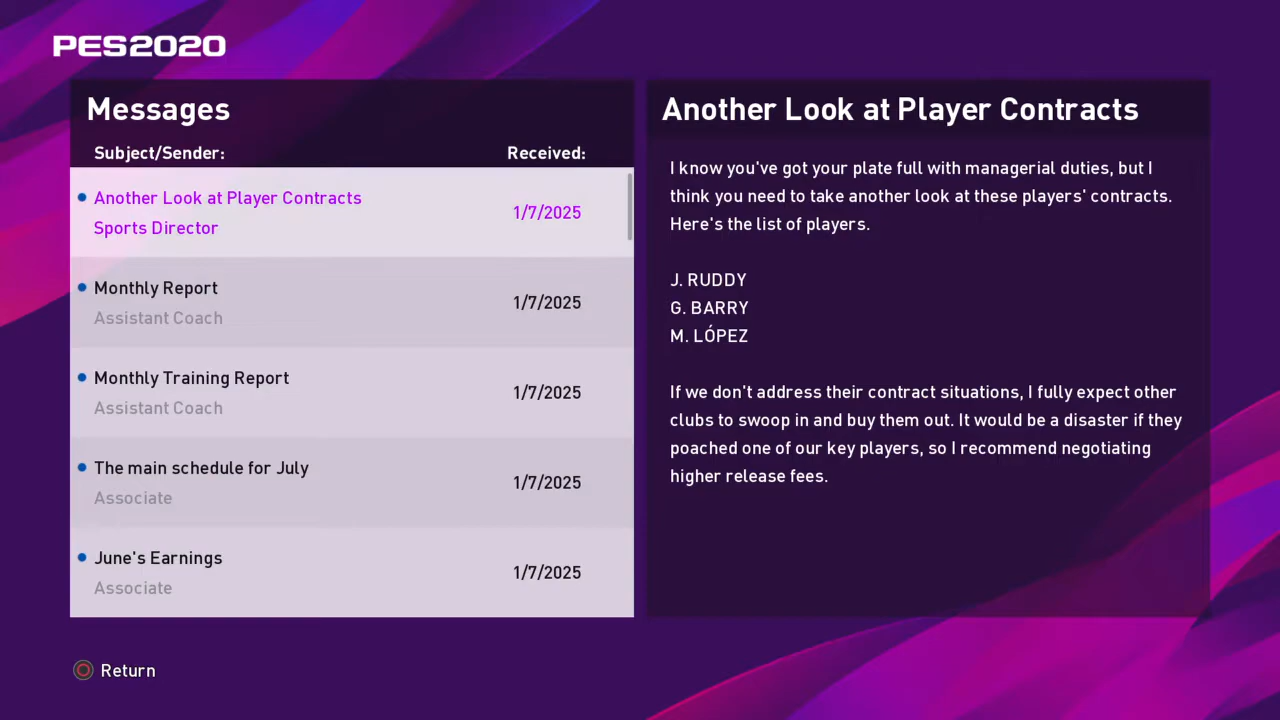 PES2020
Messages
Subject/Sender:
Received:
Another Look at Player Contracts
Sports Director
1/7/2025
Monthly Report
Assistant Coach
1/7/2025
Monthly Training Report
Assistant Coach
1/7/2025
The main schedule for July
Associate
1/7/2025
June's Earnings
Associate
1/7/2025
Another Look at Player Contracts
I know you've got your plate full with managerial duties, but I
think you need to take another look at these players' contracts.
Here's the list of players.
J. RUDDY
G. BARRY
M. LÓPEZ
If we don't address their contract situations, I fully expect other
clubs to swoop in and buy them out. It would be a disaster if they
poached one of our key players, so I recommend negotiating
higher release fees.
Return